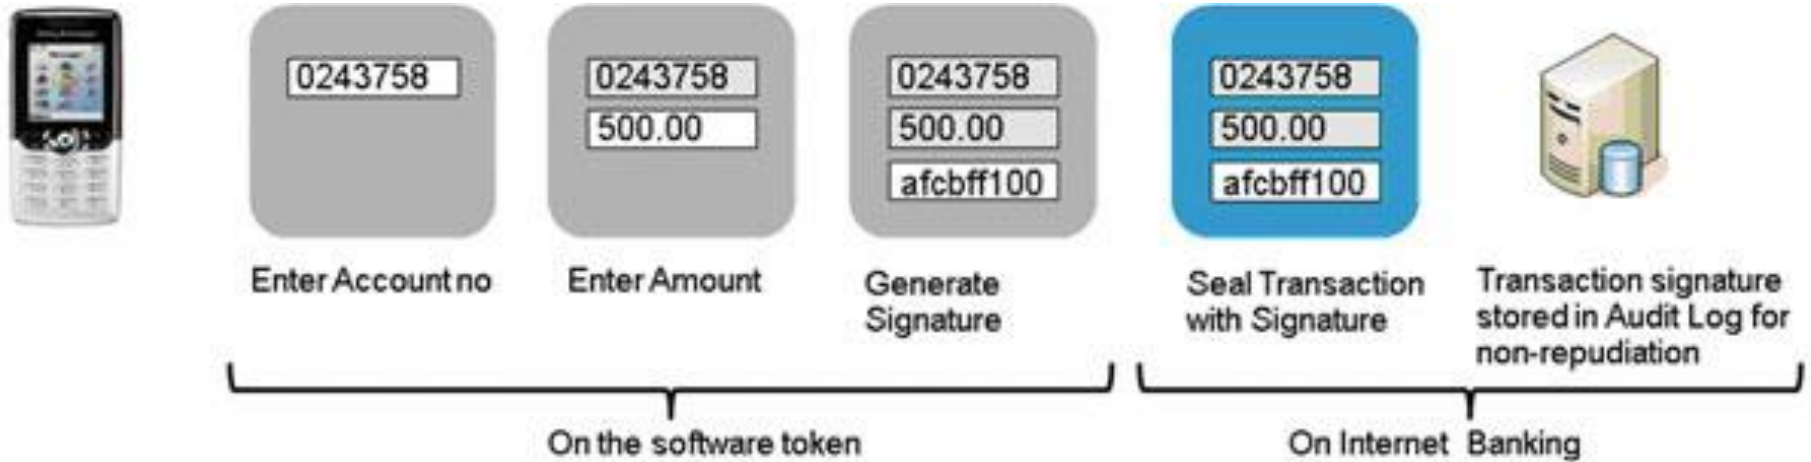 0243758
0243758
500.00
0243758
500.00
afcbff100
0243758
500.00
afcbff100
Enter Account no
Enter Amount
Generate
Signature
Seal Transaction
with Signature
Transaction signature
stored in Audit Log for
non-repudiation
On the software token
On Internet Banking